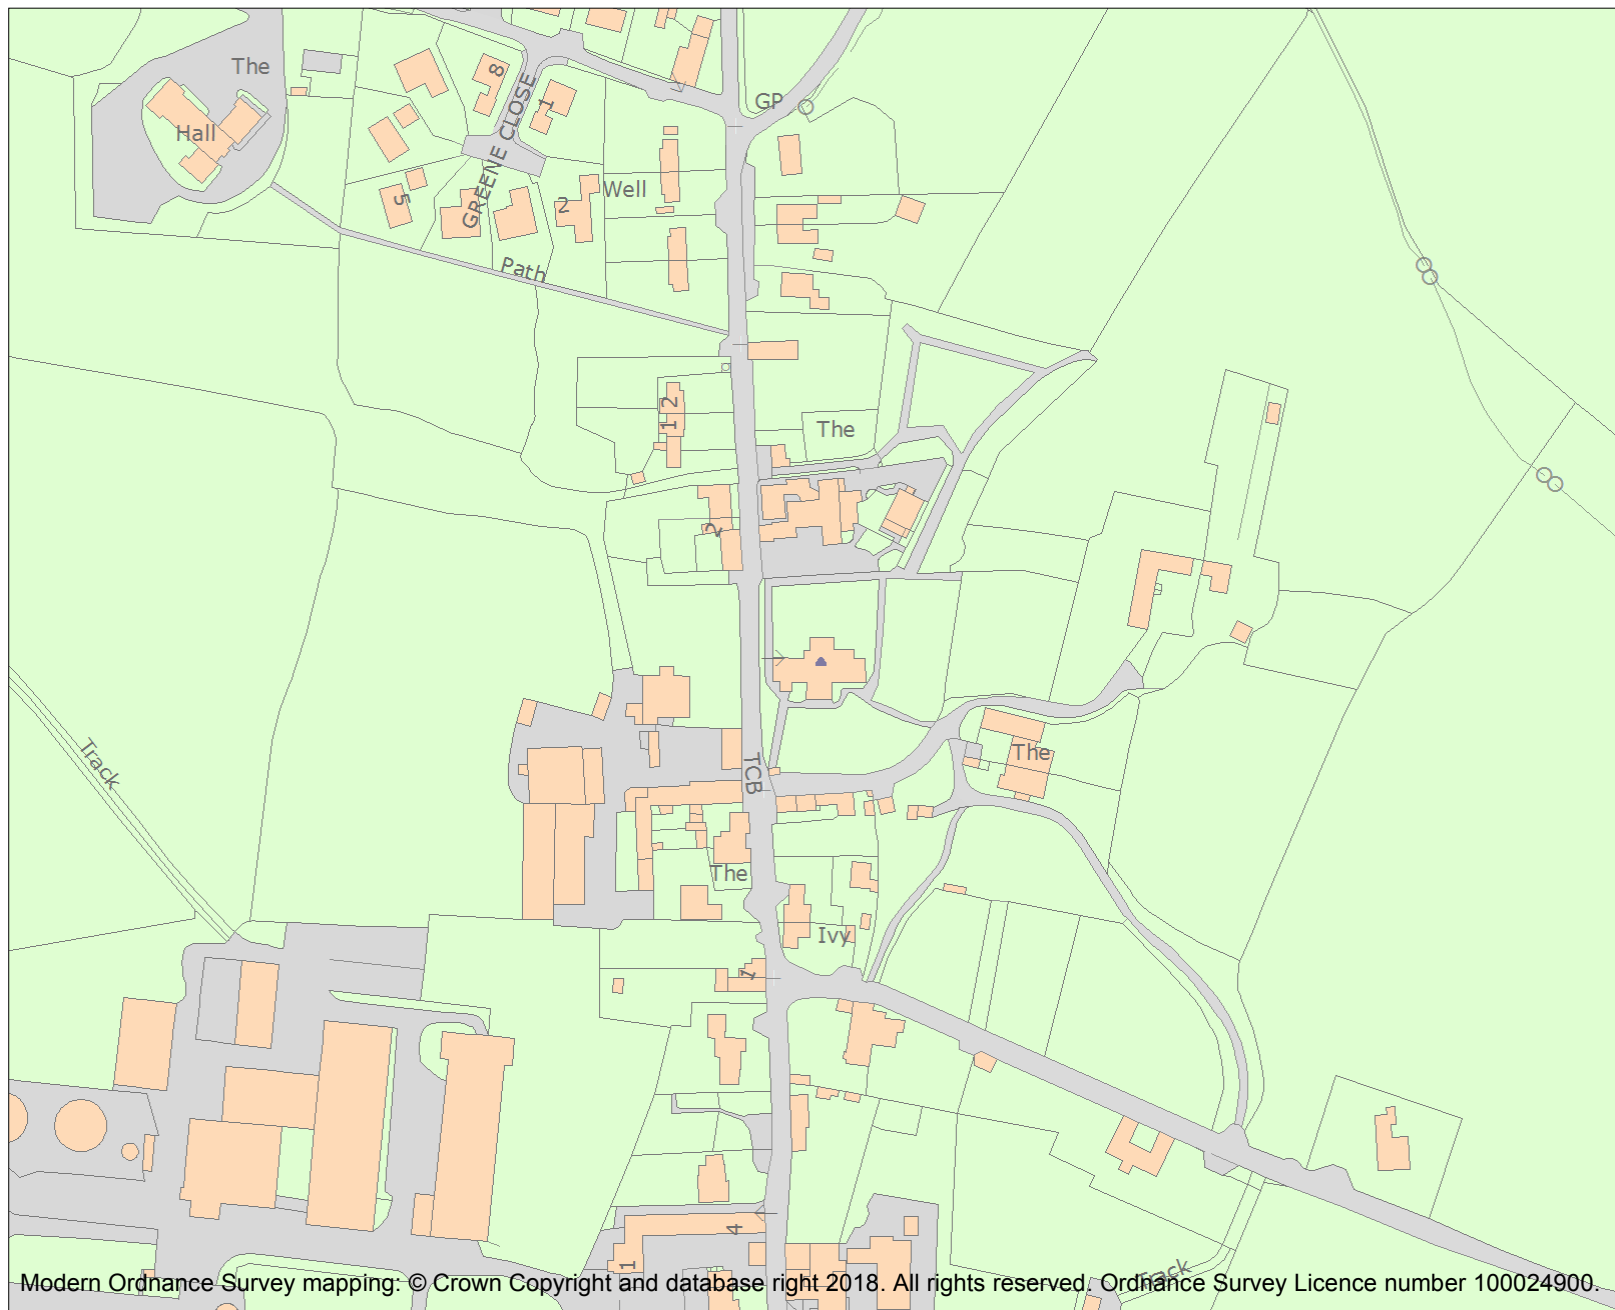 The
8
1
GREENE CLOSE
GP
Hall
5
2
Well
Path
1 2
The
2
Track
TCB
The
The
Ivy
1
4
1
Track
Modern Ordnance Survey mapping: © Crown Copyright and database right 2018. All rights reserved. Ordnance Survey Licence number 100024900.